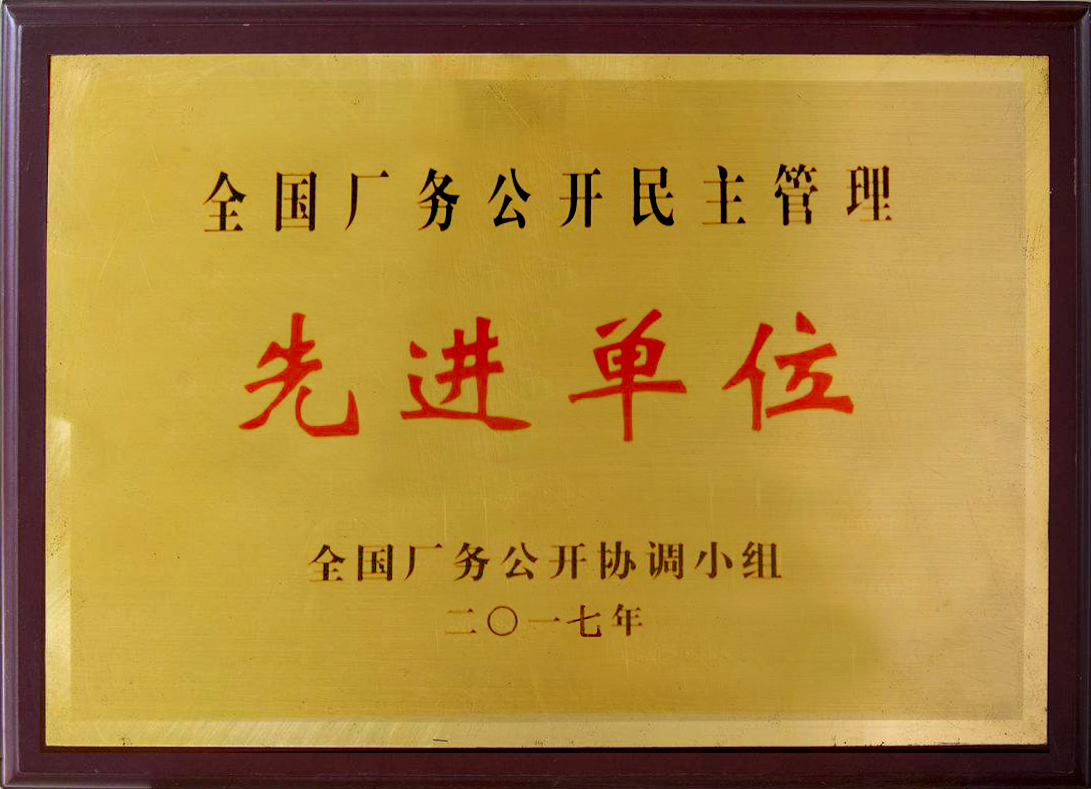 全国厂务公开民主管理
先进单位
全国厂务公开协调小组
二〇一七年